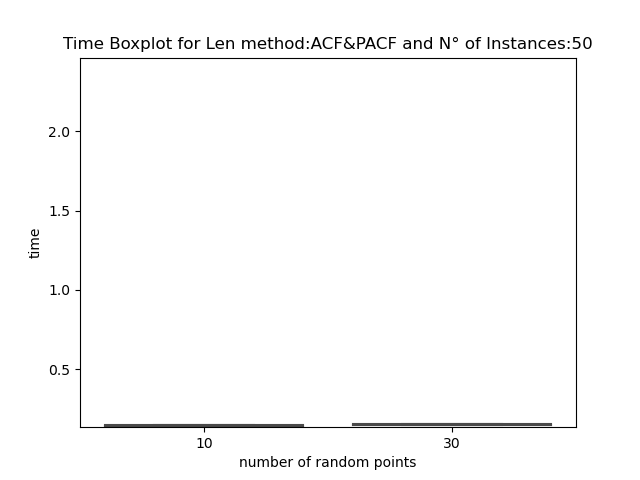 Time Boxplot for Len method:ACF&PACF and N° of Instances:50
2.0
1.5
1.0
0.5
time
10 30
number of random points